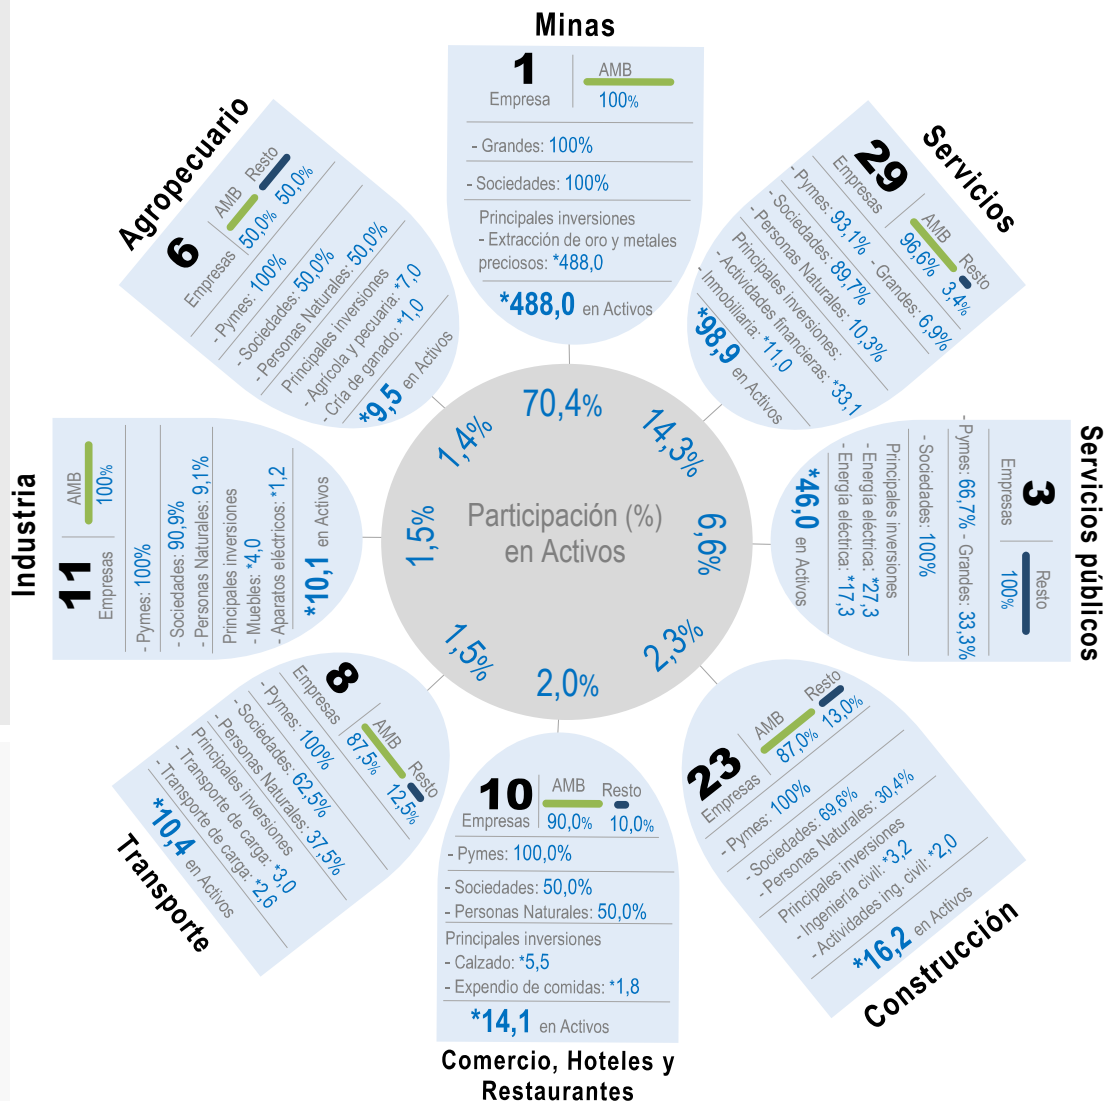 Minas
1
Empresa
AMB
100%
- Grandes: 100%
- Sociedades: 100%
Principales inversiones
- Extracción de oro y metales
preciosos: *488,0
*488,0 en Activos
Servicios
29
Empresas
AMB
96,6%
Resto
3,4%
- Pymes: 93,1% - Grandes: 6,9%
- Sociedades: 89,7%
- Personas Naturales: 10,3%
Principales inversiones:
- Actividades financieras: *33,1
- Inmobiliaria: *11,0
*98,9 en Activos
Servicios públicos
3
Empresas
Resto
100%
- Pymes: 66,7% - Grandes: 33,3%
- Sociedades: 100%
Principales inversiones
- Energía eléctrica: *27,3
- Energía eléctrica: *17,3
*46,0 en Activos
Construcción
23
Empresas
AMB
87,0%
Resto
13,0%
- Pymes: 100%
- Sociedades: 69,6%
- Personas Naturales: 30,4%
Principales inversiones
- Ingeniería civil: *3,2
- Actividades ing. civil: *2,0
*16,2 en Activos
10
Empresas
AMB
90,0%
Resto
10,0%
- Pymes: 100,0%
- Sociedades: 50,0%
- Personas Naturales: 50,0%
Principales inversiones
- Calzado: *5,5
- Expendio de comidas: *1,8
*14,1 en Activos
Comercio, Hoteles y
Restaurantes
Transporte
8
Empresas
AMB
87,5%
Resto
12,5%
- Pymes: 100%
- Sociedades: 62,5%
- Personas Naturales: 37,5%
Principales inversiones
- Transporte de carga: *3,0
- Transporte de carga: *2,6
*10,4 en Activos
Industria
11
Empresas
AMB
100%
- Pymes: 100%
- Sociedades: 90,9%
- Personas Naturales: 9,1%
Principales inversiones
- Muebles: *4,0
- Aparatos eléctricos: *1,2
*10,1 en Activos
Agropecuario
6
Empresas
AMB
50,0%
Resto
50,0%
- Pymes: 100%
- Sociedades: 50,0%
- Personas Naturales: 50,0%
Principales inversiones
- Agrícola y pecuaria: *7,0
- Cría de ganado: *1,0
*9,5 en Activos
Participación (%)
en Activos
70,4%
14,3%
6,6%
2,3%
2,0%
1,5%
1,5%
1,4%